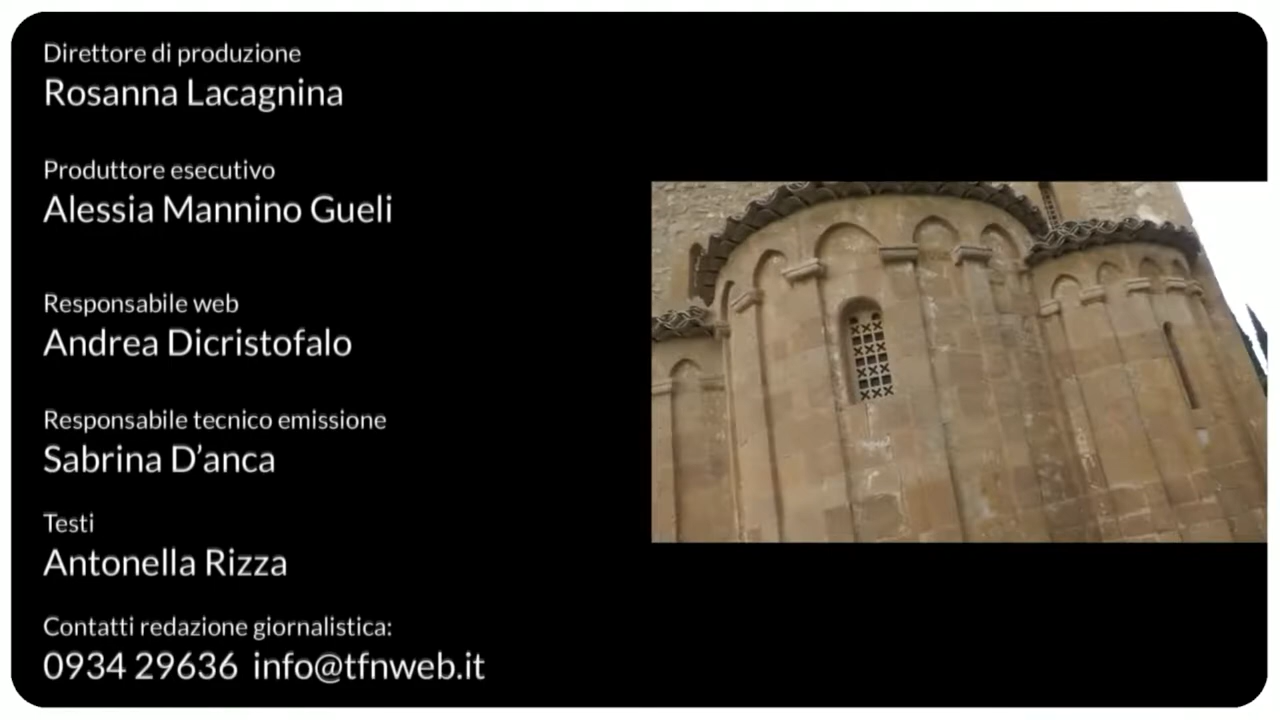 Direttore di produzione
Rosanna Lacagnina
Produttore esecutivo
Alessia Mannino Gueli
Responsabile web
Andrea Dicristofalo
Responsabile tecnico emissione
Sabrina D’anca
Testi
Antonella Rizza
Contatti redazione giornalistica:
0934 29636 info@tfnweb.it